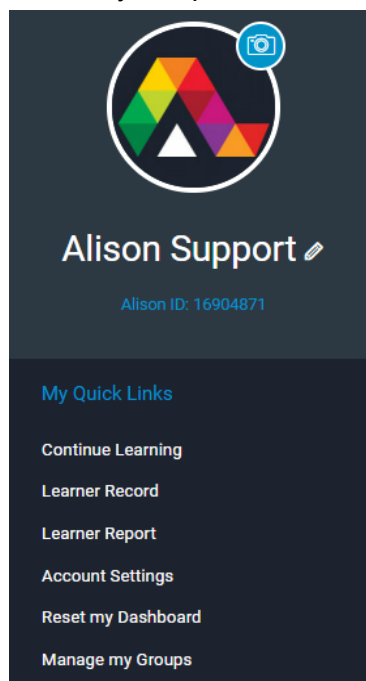 Alison Support
Alison ID: 16904871
My Quick Links
Continue Learning
Learner Record
Learner Report
Account Settings
Reset my Dashboard
Manage my Groups